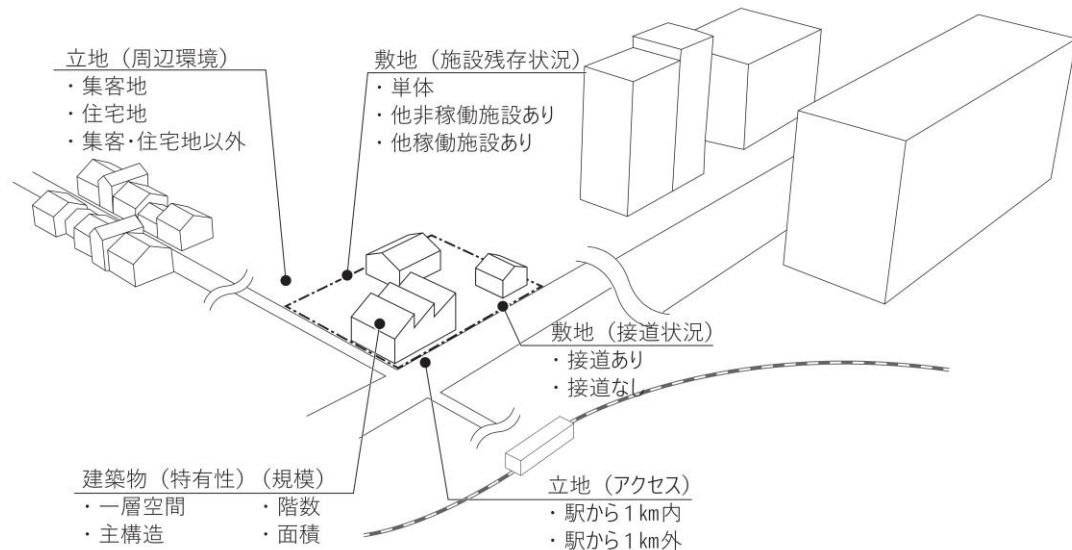 立地（周辺環境）
・集客地
・住宅地
・集客･住宅地以外
敷地（施設残存状況）
・単体
・他非稼働施設あり
・他稼働施設あり
敷地（接道状況）
・接道あり
・接道なし
建築物（特有性）（規模）
・一層空間 ・階数
・主構造 ・面積
立地（アクセス）
・駅から１㎞内
・駅から１㎞外